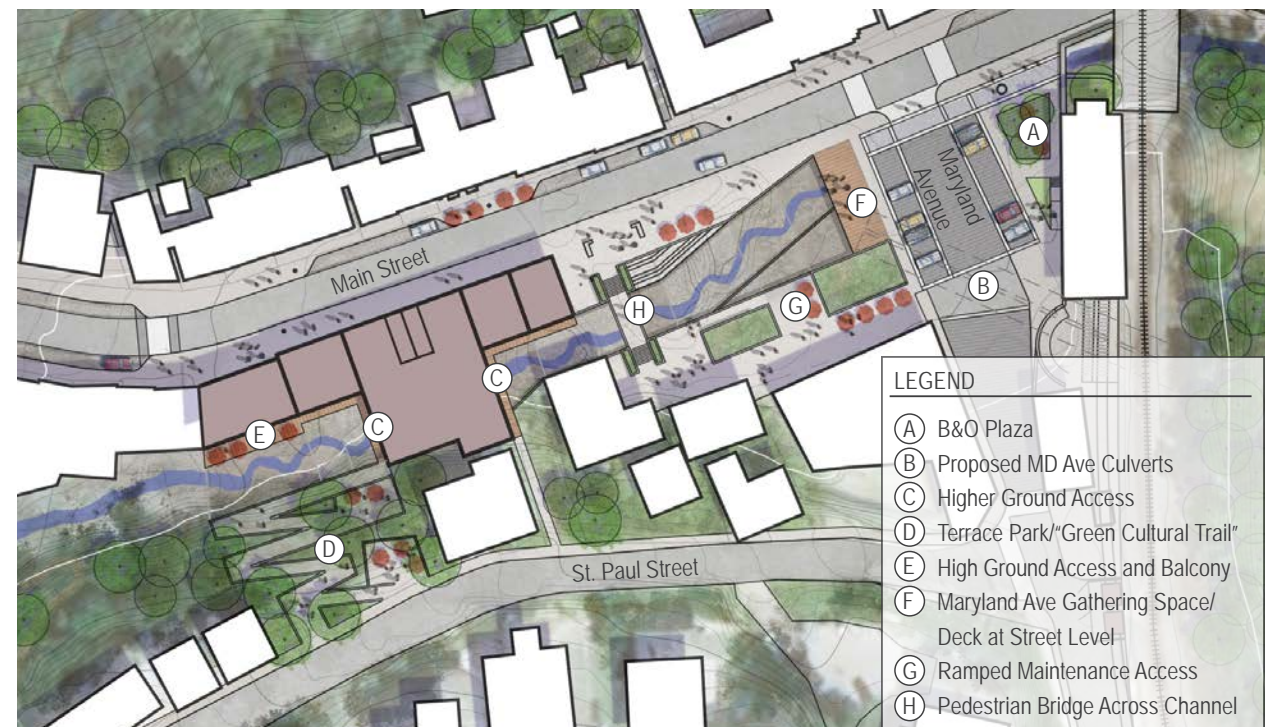 A
Maryland
Avenue
F
Main Street
B
G
H
C
C
E
D
St. Paul Street
LEGEND
A B&O Plaza
B Proposed MD Ave Culverts
C Higher Ground Access
D Terrace Park/“Green Cultural Trail”
E High Ground Access and Balcony
F Maryland Ave Gathering Space/
Deck at Street Level
G Ramped Maintenance Access
H Pedestrian Bridge Across Channel